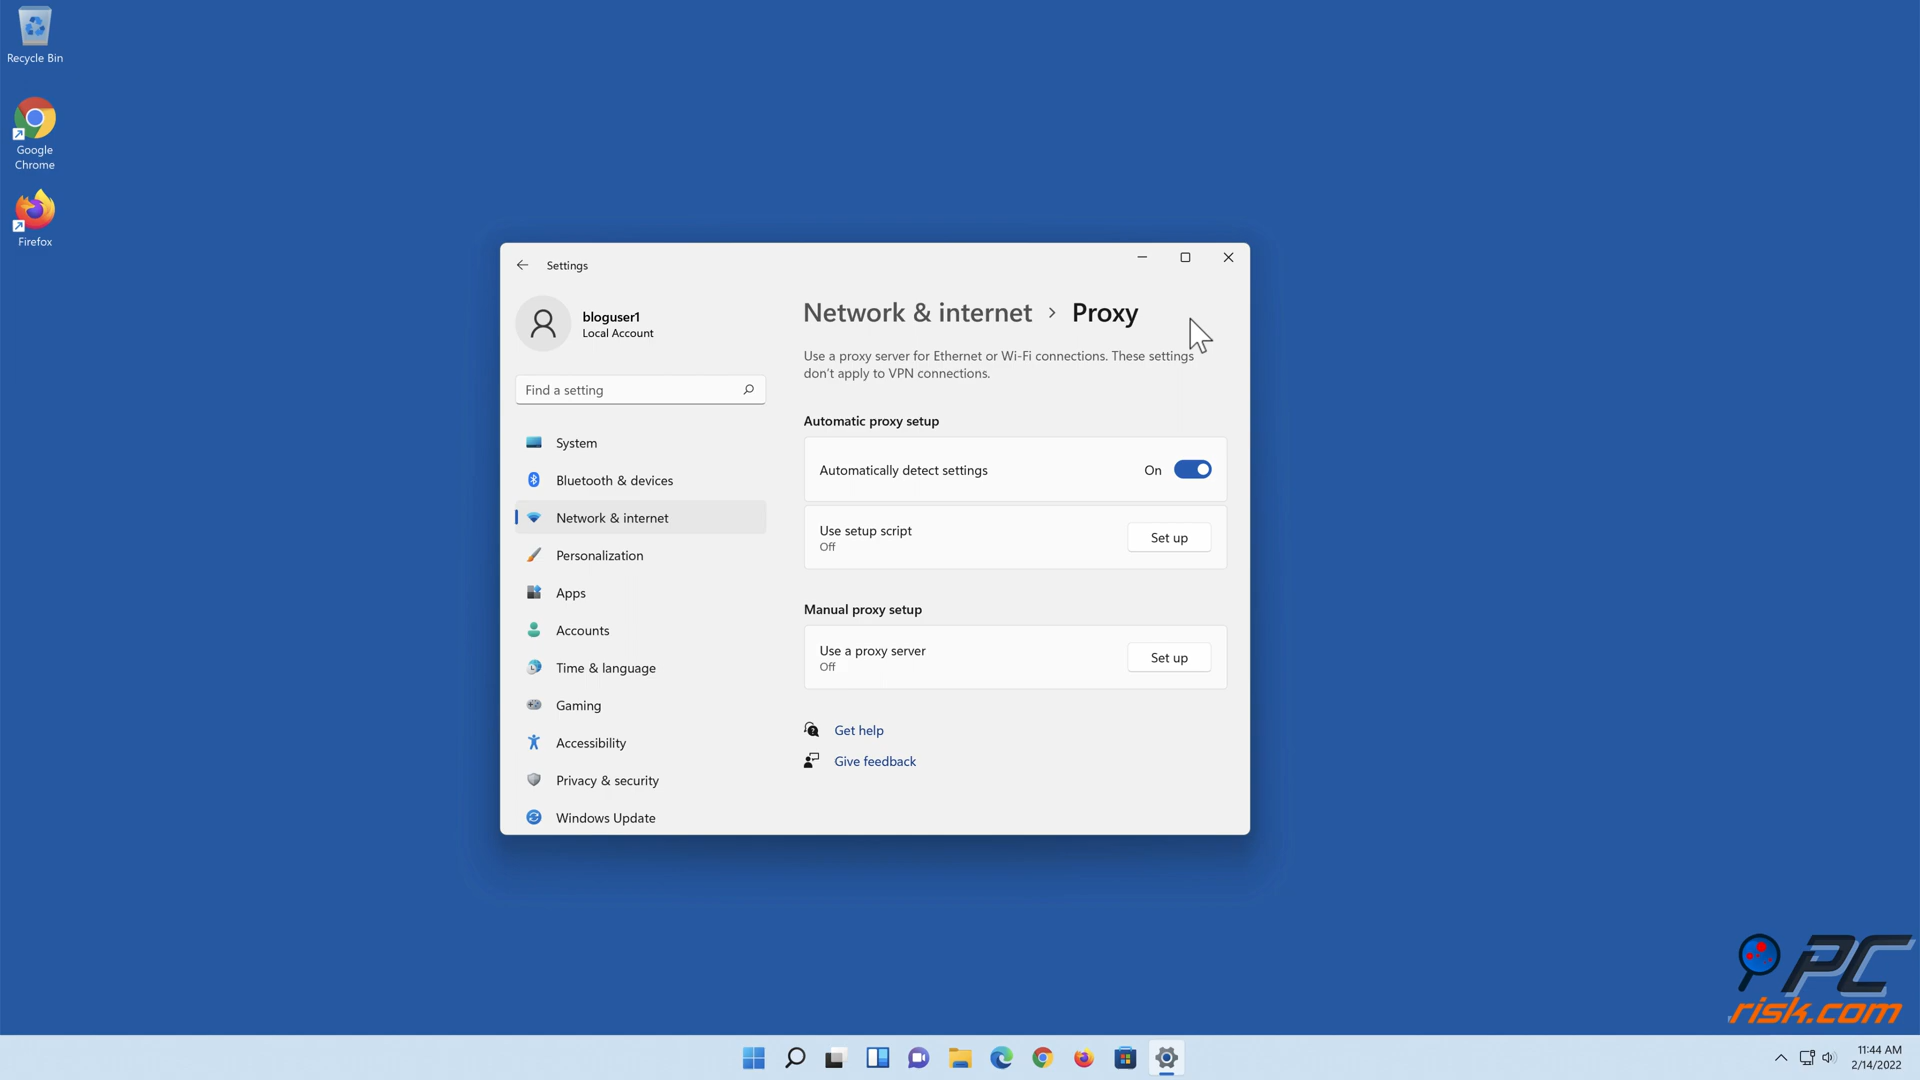 Recycle Bin
Google
Chrome
Firefox
Settings
bloguser1
Local Account
Find a setting
System
Bluetooth & devices
Network & internet
Personalization
Apps
Accounts
Time & language
Gaming
Accessibility
Privacy & security
Windows Update
Network & internet > Proxy
Use a proxy server for Ethernet or Wi-Fi connections. These settings
don't apply to VPN connections.
Automatic proxy setup
Automatically detect settings On
Use setup script
Off
Set up
Manual proxy setup
Use a proxy server
Off
Set up
Get help
Give feedback
PC
risk.com
11:44 AM
2/14/2022